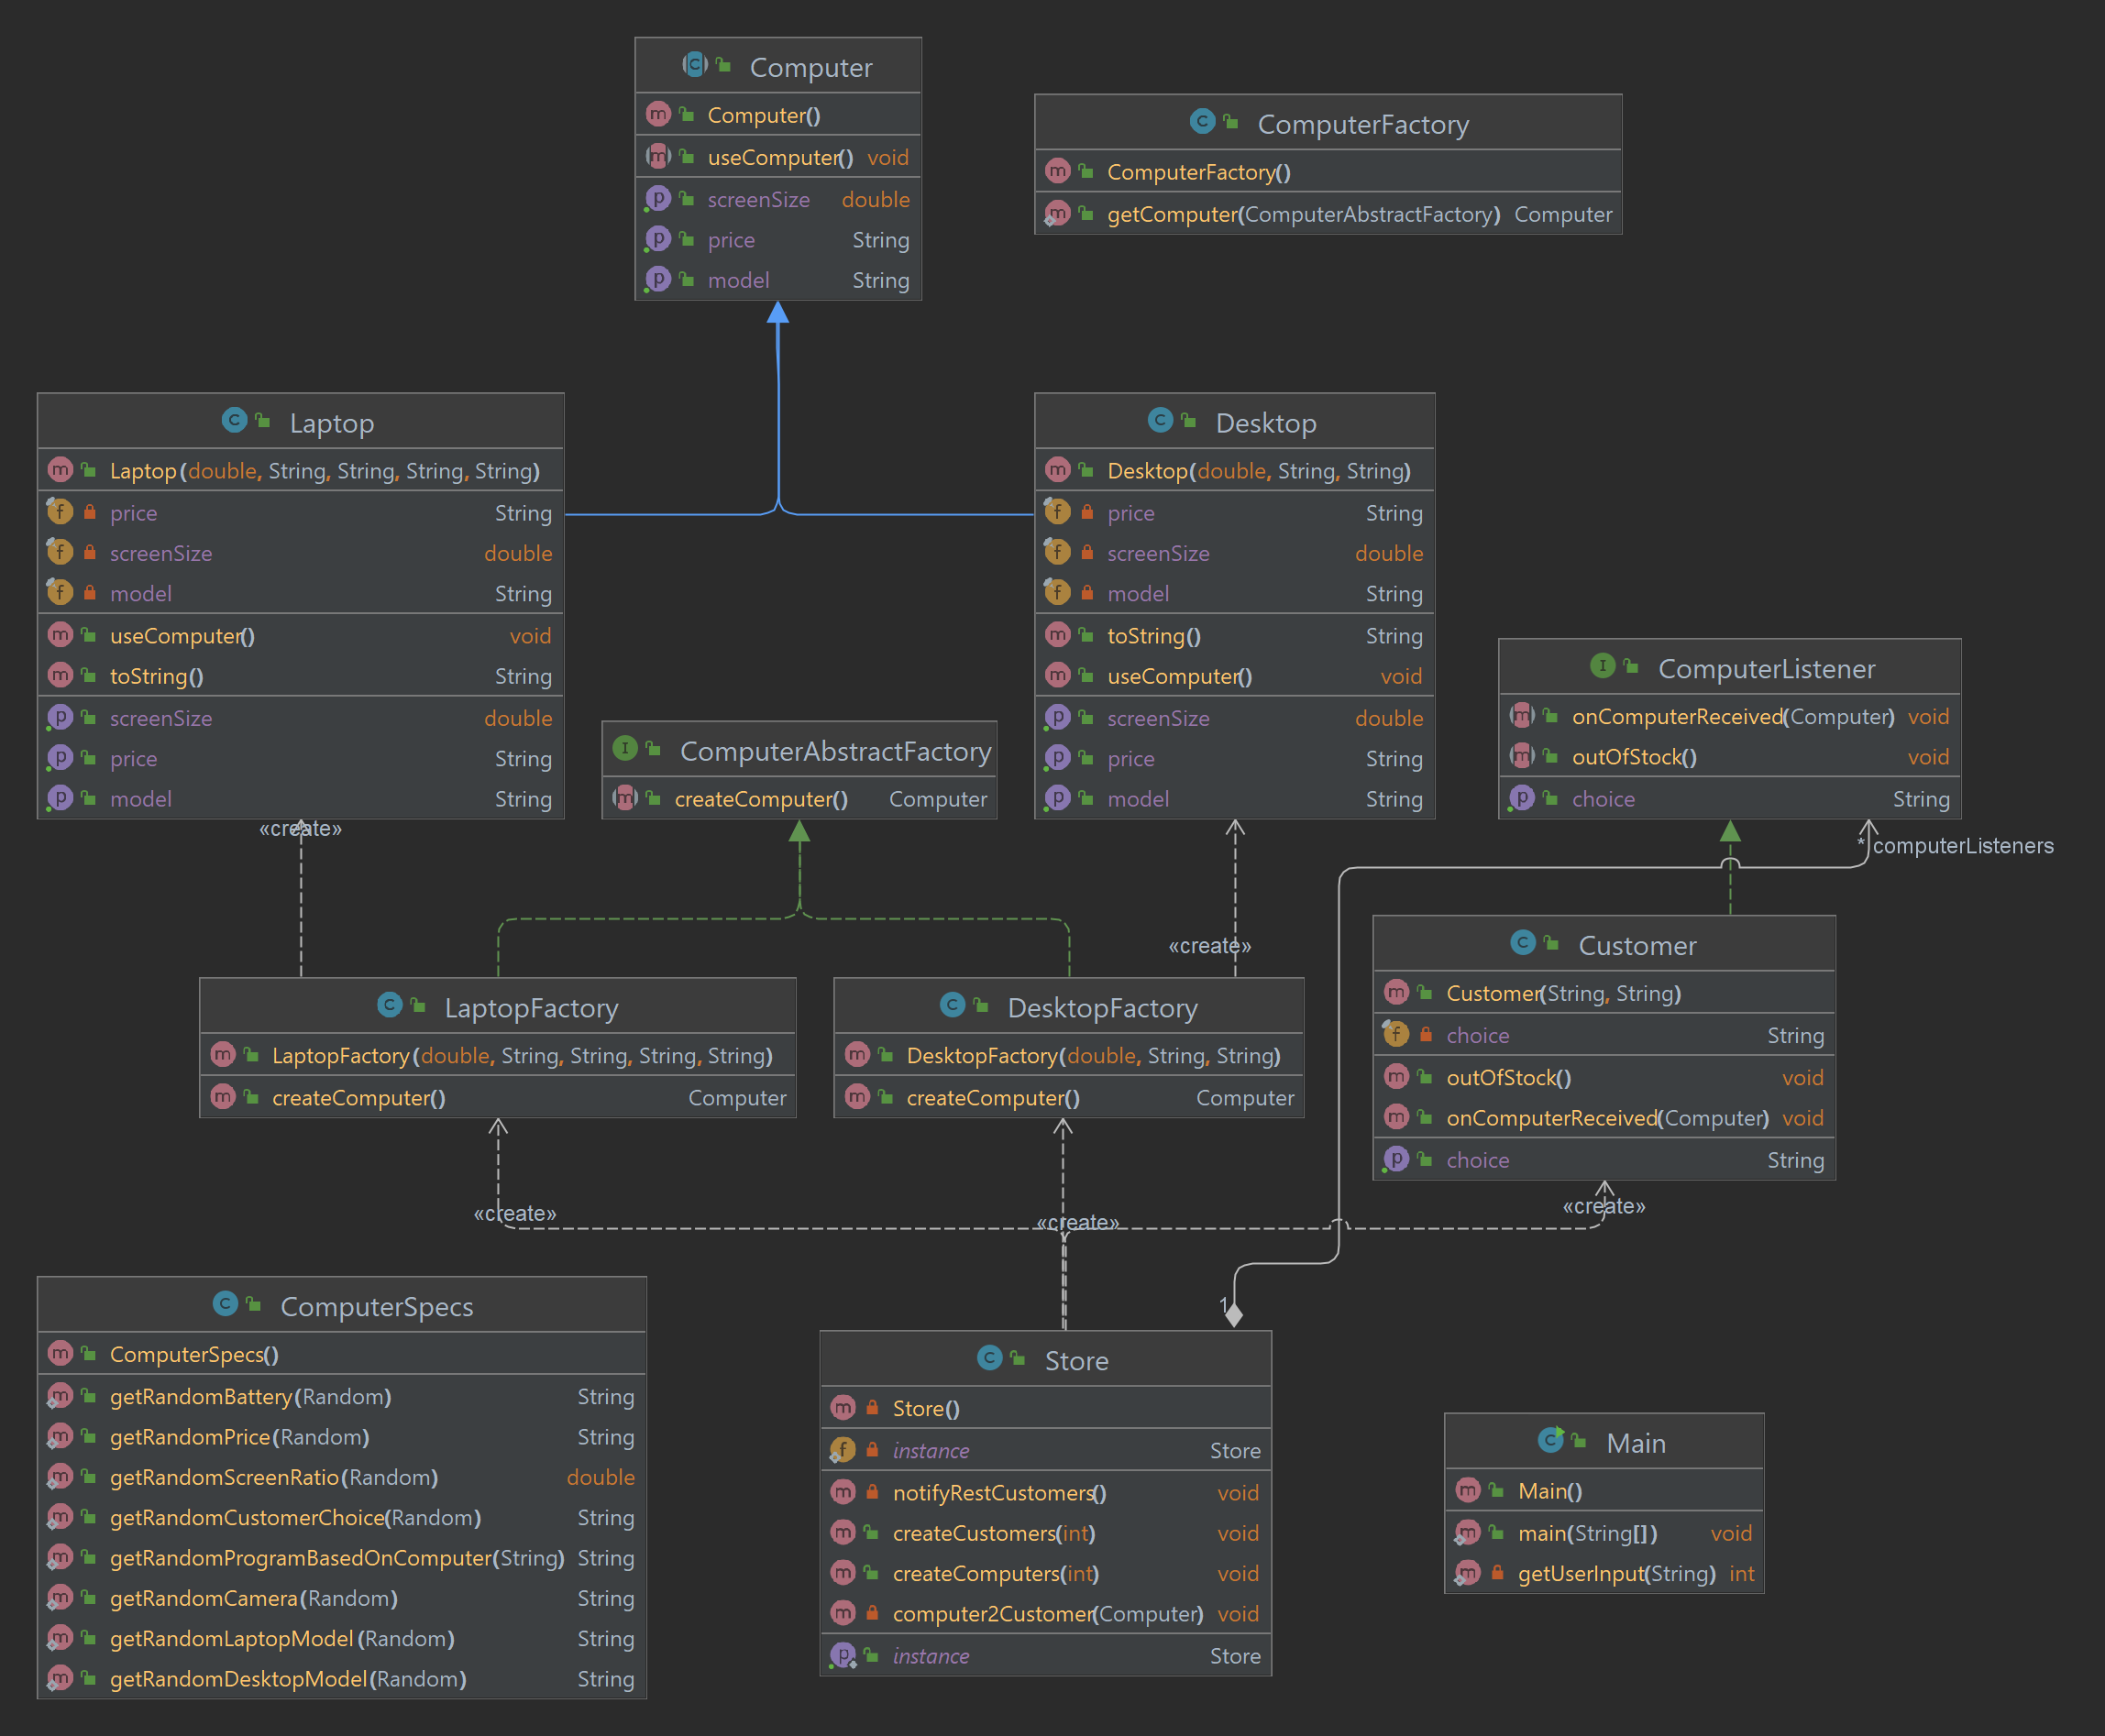 Computer
Computer()
useComputer() void
screenSize double
price String
model String
ComputerFactory
ComputerFactory()
getComputer(ComputerAbstractFactory) Computer
Laptop
Laptop(double, String, String, String, String)
price String
screenSize double
model String
useComputer() void
toString() String
screenSize double
price String
model String
Desktop
Desktop(double, String, String)
price String
screenSize double
model String
toString() String
useComputer() void
screenSize double
price String
model String
ComputerAbstractFactory
createComputer() Computer
ComputerListener
onComputerReceived(Computer) void
outOfStock() void
choice String
«create»
* computerListeners
«create»
LaptopFactory
LaptopFactory(double, String, String, String, String)
createComputer() Computer
DesktopFactory
DesktopFactory(double, String, String)
createComputer() Computer
Customer
Customer(String, String)
choice String
outOfStock() void
onComputerReceived(Computer) void
choice String
«create»
«create»
«create»
1
ComputerSpecs
ComputerSpecs()
getRandomBattery(Random) String
getRandomPrice(Random) String
getRandomScreenRatio(Random) double
getRandomCustomerChoice(Random) String
getRandomProgramBasedOnComputer(String) String
getRandomCamera(Random) String
getRandomLaptopModel(Random) String
getRandomDesktopModel(Random) String
Store
Store()
instance Store
notifyRestCustomers() void
createCustomers(int) void
createComputers(int) void
computer2Customer(Computer) void
instance Store
Main
Main()
main(String[]) void
getUserInput(String) int